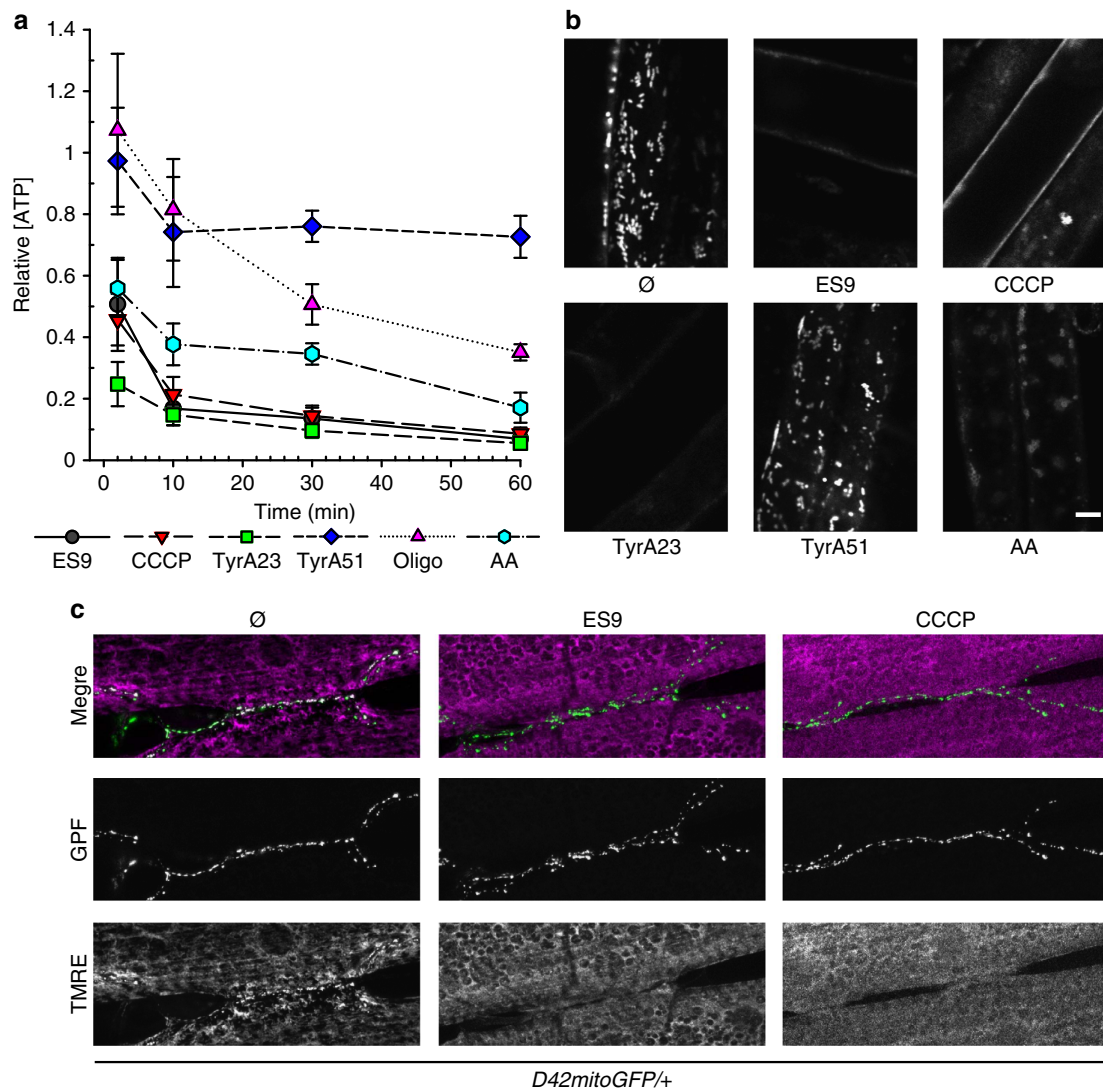 a
1.4
1.2
1
0.8
0.6
0.4
0.2
0
Relative [ATP]
0 10 20 30 40 50 60
Time (min)
ES9 CCCP TyrA23 TyrA51 Oligo AA
b
Ø ES9 CCCP
TyrA23 TyrA51 AA
c
Ø ES9 CCCP
Megre
GPF
TMRE
D42mitoGFP/+